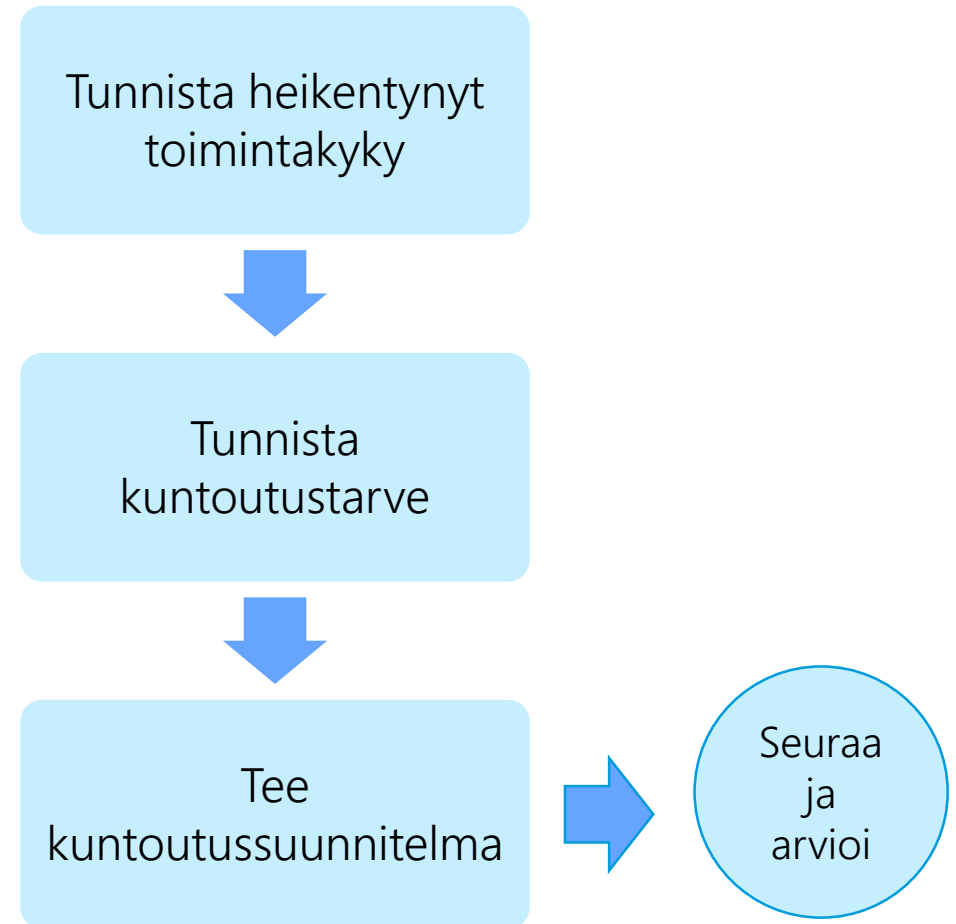 Tunnista heikentynyt
toimintakyky
Tunnista
kuntoutustarve
Tee
kuntoutussuunnitelma
Seuraa
ja
arvioi